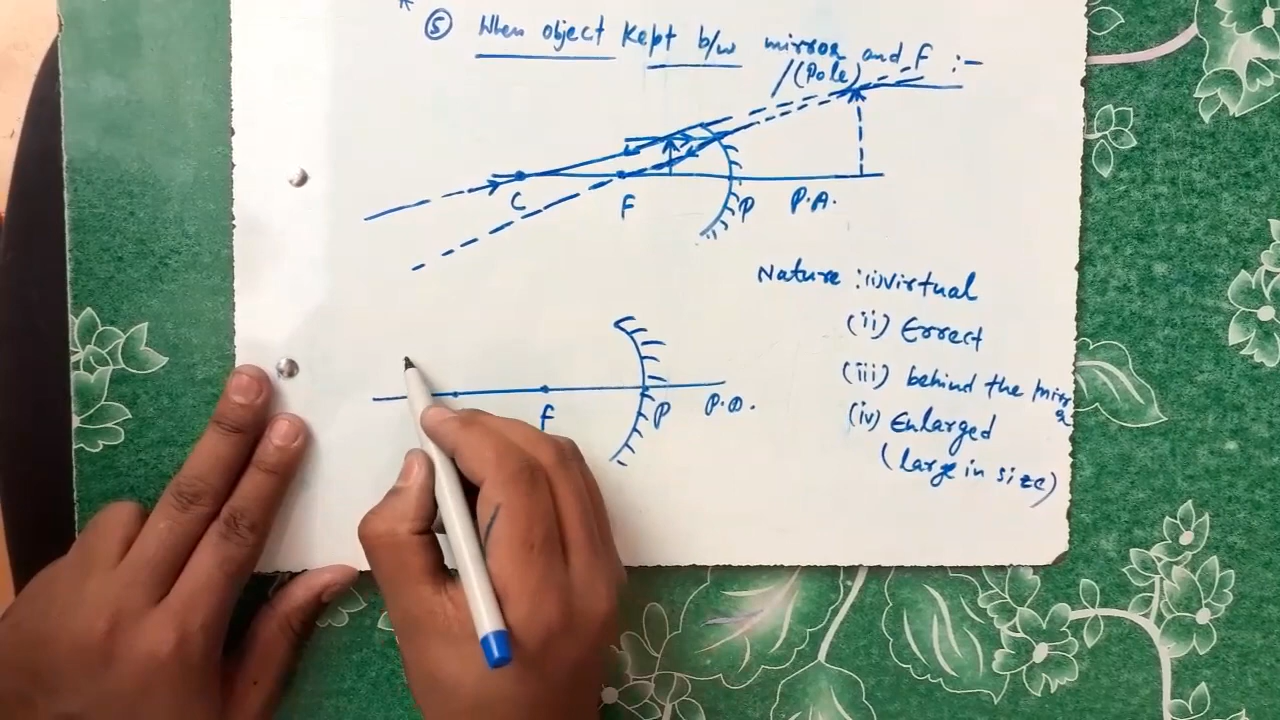 ⑤ When object Kept b/w mirror and F :-
(Pole)
C F P P.A.
Nature : (i) Virtual
(ii) Errect
(iii) behind the mirror
(iv) Enlarged
(large in size)
F P P.A.